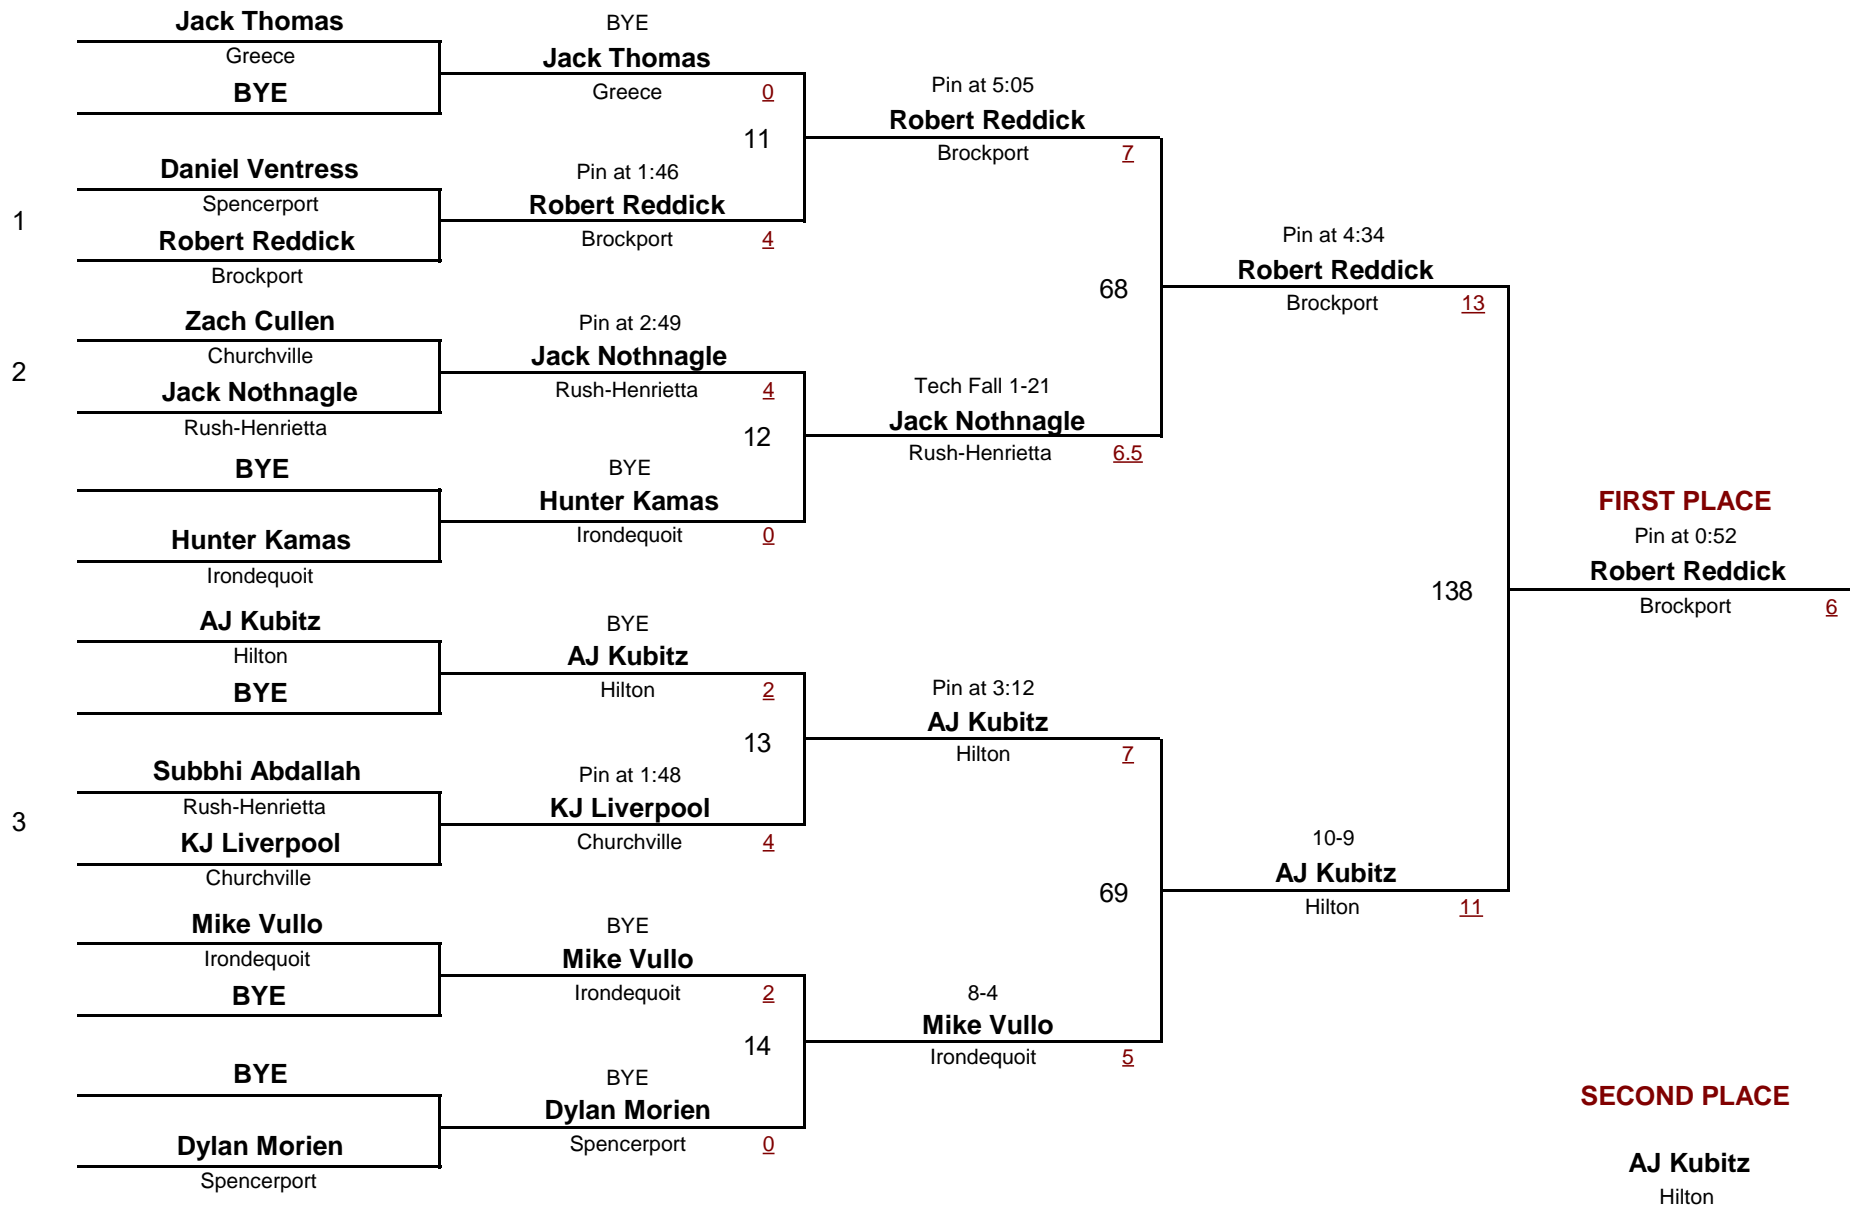 Jack Thomas
Greece
BYE
1
Daniel Ventress
Spencerport
Robert Reddick
Brockport
2
Zach Cullen
Churchville
Jack Nothnagle
Rush-Henrietta
BYE
Hunter Kamas
Irondequoit
AJ Kubitz
Hilton
BYE
3
Subbhi Abdallah
Rush-Henrietta
KJ Liverpool
Churchville
Mike Vullo
Irondequoit
BYE
BYE
Dylan Morien
Spencerport
BYE
Jack Thomas
Greece 0
11
Pin at 1:46
Robert Reddick
Brockport 4
Pin at 2:49
Jack Nothnagle
Rush-Henrietta 4
12
BYE
Hunter Kamas
Irondequoit 0
BYE
AJ Kubitz
Hilton 2
13
Pin at 1:48
KJ Liverpool
Churchville 4
BYE
Mike Vullo
Irondequoit 2
14
BYE
Dylan Morien
Spencerport 0
Pin at 5:05
Robert Reddick
Brockport 7
68
Tech Fall 1-21
Jack Nothnagle
Rush-Henrietta 6.5
Pin at 3:12
AJ Kubitz
Hilton 7
69
8-4
Mike Vullo
Irondequoit 5
Pin at 4:34
Robert Reddick
Brockport 13
138
10-9
AJ Kubitz
Hilton 11
FIRST PLACE
Pin at 0:52
Robert Reddick
Brockport 6
SECOND PLACE
AJ Kubitz
Hilton